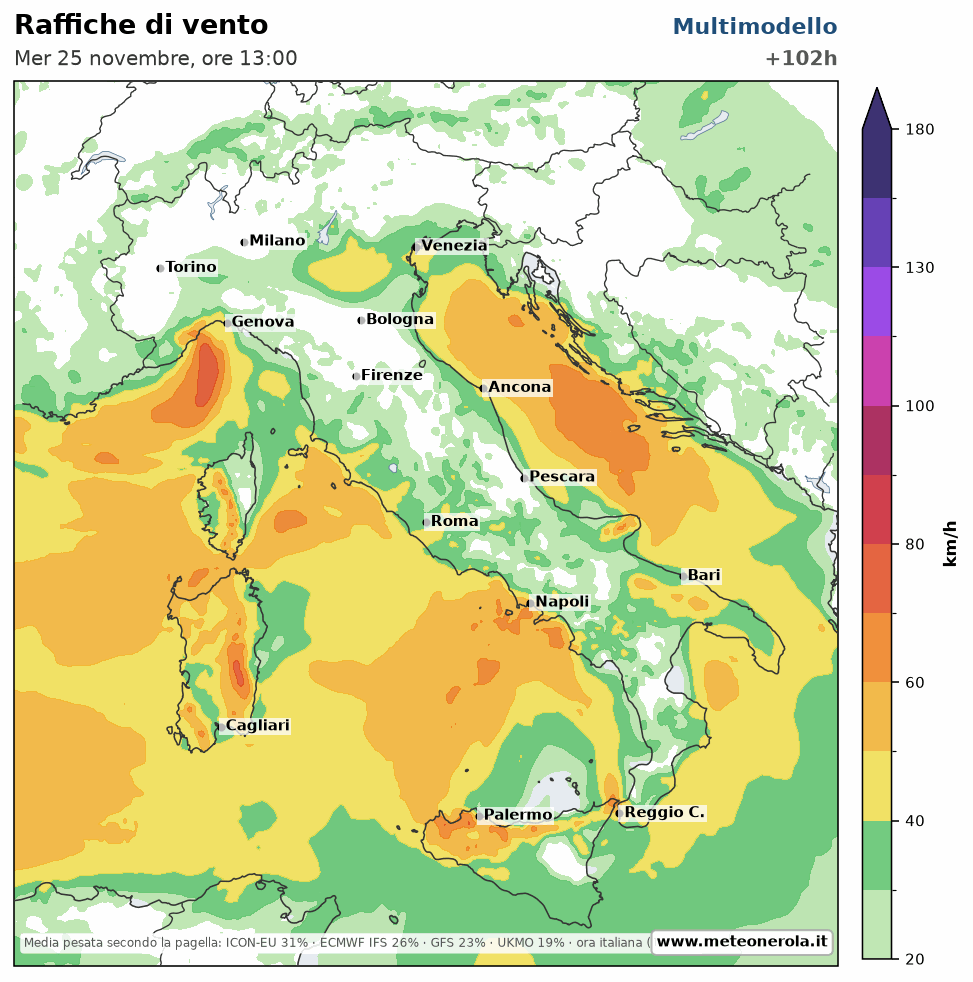 Raffiche di vento
Multimodello
Mer 25 novembre, ore 13:00
+102h
180
130
100
80
60
40
20
km/h
Milano
Venezia
Torino
Genova
Bologna
Firenze
Ancona
Pescara
Roma
Bari
Napoli
Cagliari
Palermo
Reggio C.
Media pesata secondo la pagella: ICON-EU 31% · ECMWF IFS 26% · GFS 23% · UKMO 19% · ora italiana (
www.meteonerola.it